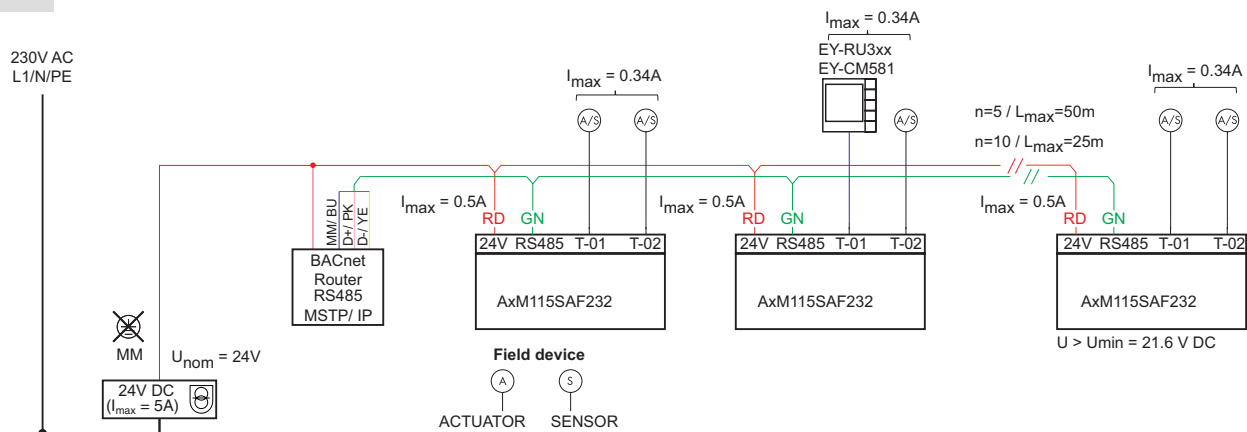 230V AC
L1/N/PE
Imax = 0.34A
EY-RU3xx
EY-CM581
Imax = 0.34A
Imax = 0.34A
A/S
A/S
A/S
A/S
A/S
n=5 / Lmax=50m
n=10 / Lmax=25m
MM/ BU
D+/ PK
D-/ YE
Imax = 0.5A
RD
GN
Imax = 0.5A
RD
GN
Imax = 0.5A
RD
GN
24V RS485 T-01 T-02
24V RS485 T-01 T-02
24V RS485 T-01 T-02
BACnet
Router
RS485
MSTP/ IP
AxM115SAF232
AxM115SAF232
AxM115SAF232
U > Umin = 21.6 V DC
MM
Unom = 24V
24V DC
(Imax = 5A)
Field device
A
S
ACTUATOR
SENSOR